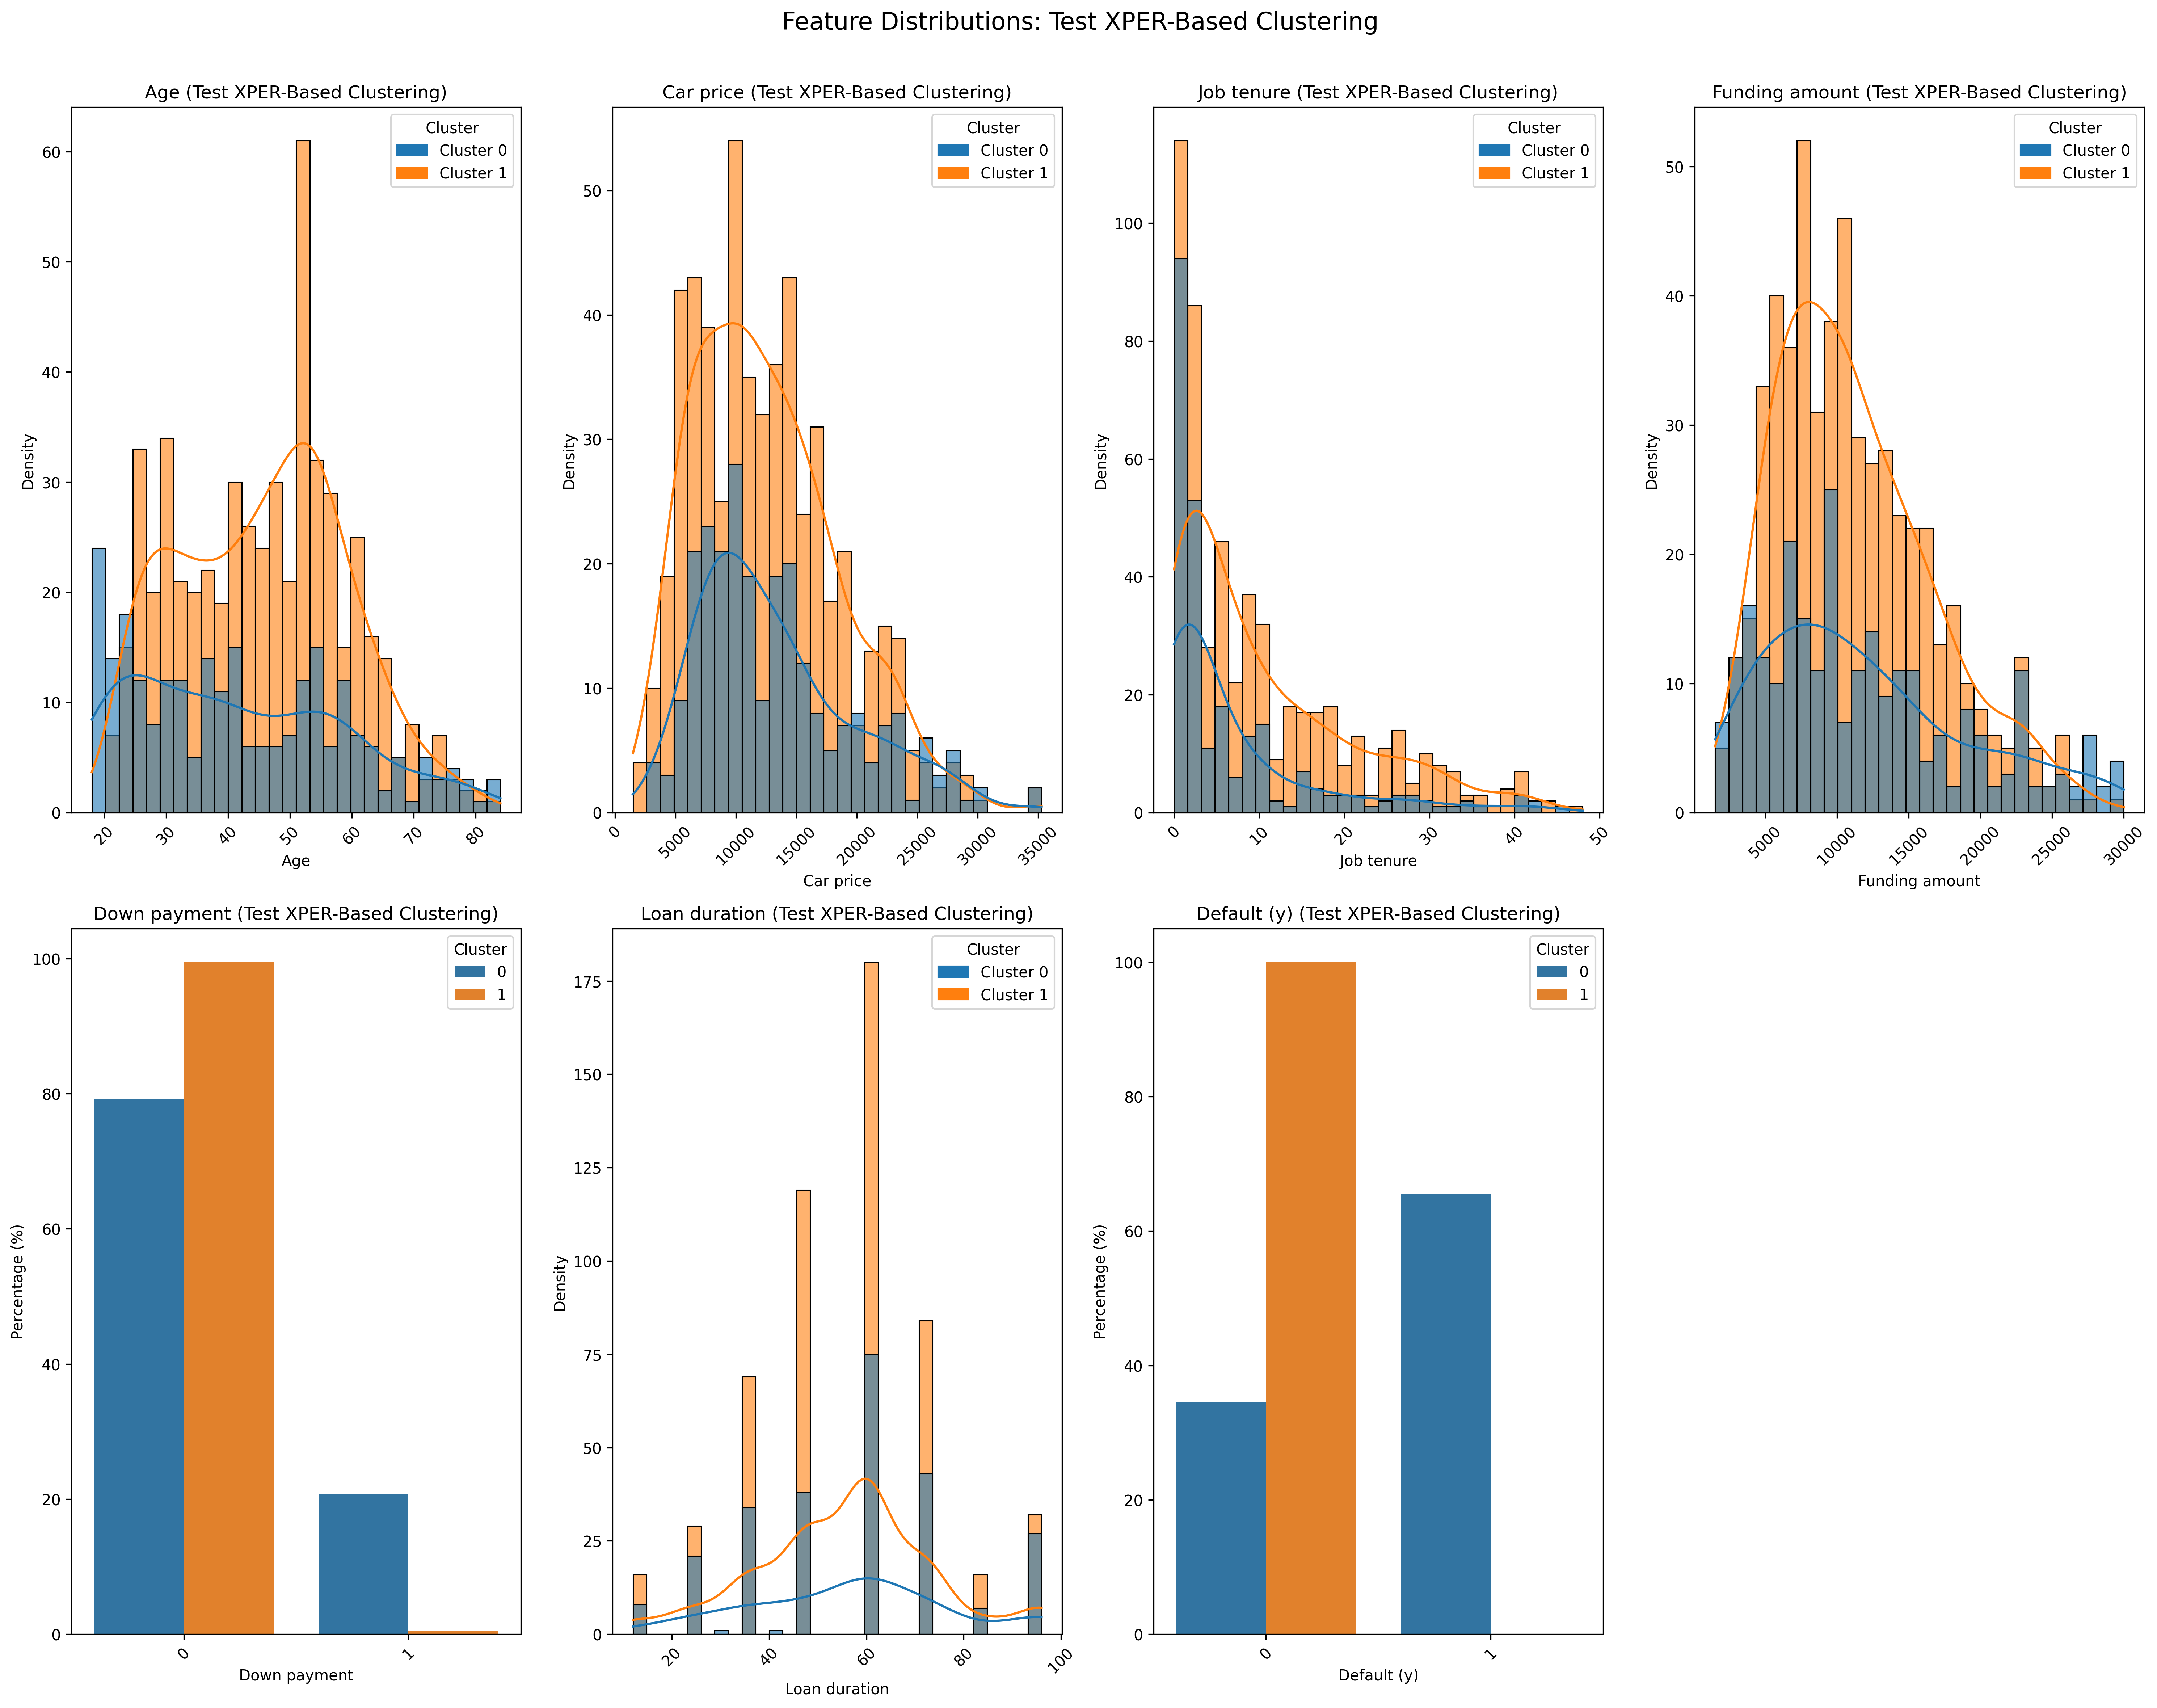 Feature Distributions: Test XPER-Based Clustering
Age (Test XPER-Based Clustering)
Density
0
10
20
30
40
50
60
20
30
40
50
60
70
80
Age
Cluster
Cluster 0
Cluster 1
Car price (Test XPER-Based Clustering)
Density
0
10
20
30
40
50
0
5000
10000
15000
20000
25000
30000
35000
Car price
Cluster
Cluster 0
Cluster 1
Job tenure (Test XPER-Based Clustering)
Density
0
20
40
60
80
100
0
10
20
30
40
50
Job tenure
Cluster
Cluster 0
Cluster 1
Funding amount (Test XPER-Based Clustering)
Density
0
10
20
30
40
50
5000
10000
15000
20000
25000
30000
Funding amount
Cluster
Cluster 0
Cluster 1
Down payment (Test XPER-Based Clustering)
Percentage (%)
0
20
40
60
80
100
0
1
Down payment
Cluster
0
1
Loan duration (Test XPER-Based Clustering)
Density
0
25
50
75
100
125
150
175
20
40
60
80
100
Loan duration
Cluster
Cluster 0
Cluster 1
Default (y) (Test XPER-Based Clustering)
Percentage (%)
0
20
40
60
80
100
0
1
Default (y)
Cluster
0
1